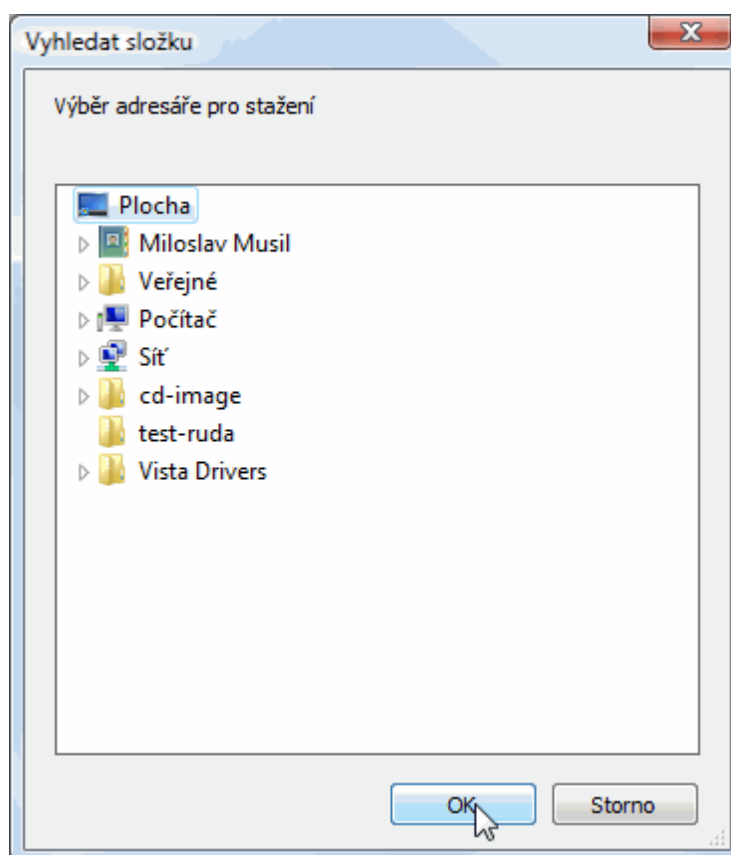 Vyhledat složku
Výběr adresáře pro stažení
Plocha
Miloslav Musil
Veřejné
Počítač
Síť
cd-image
test-ruda
Vista Drivers
OK
Storno